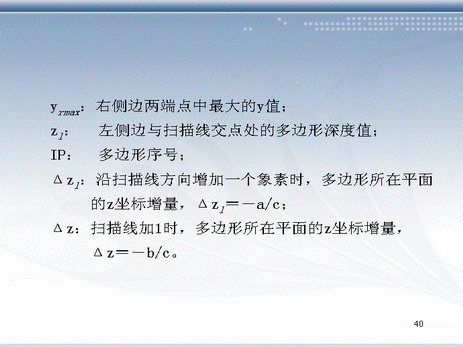 y_rmax：右侧边两端点中最大的y值；
z_l： 左侧边与扫描线交点处的多边形深度值；
IP： 多边形序号；
Δz_l：沿扫描线方向增加一个象素时，多边形所在平面
的z坐标增量，Δz_l＝－a/c；
Δz：扫描线加1时，多边形所在平面的z坐标增量，
Δz＝－b/c。
40